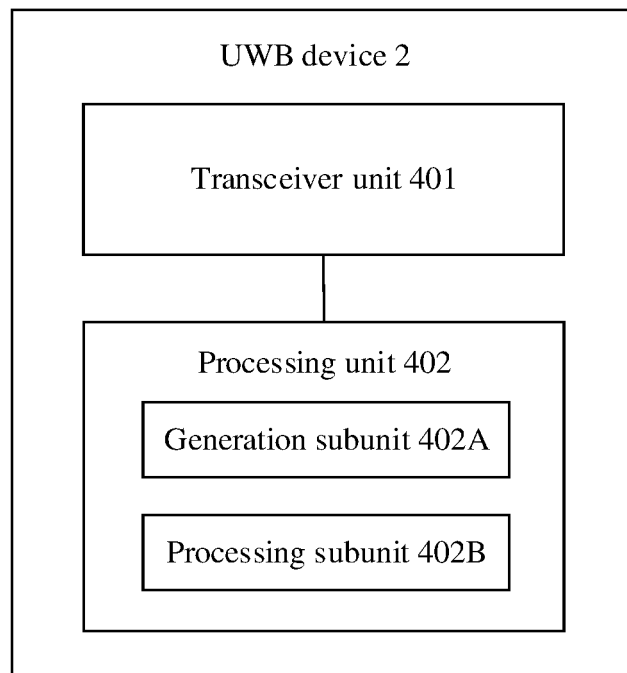 UWB device 2
Transceiver unit 401
Processing unit 402
Generation subunit 402A
Processing subunit 402B